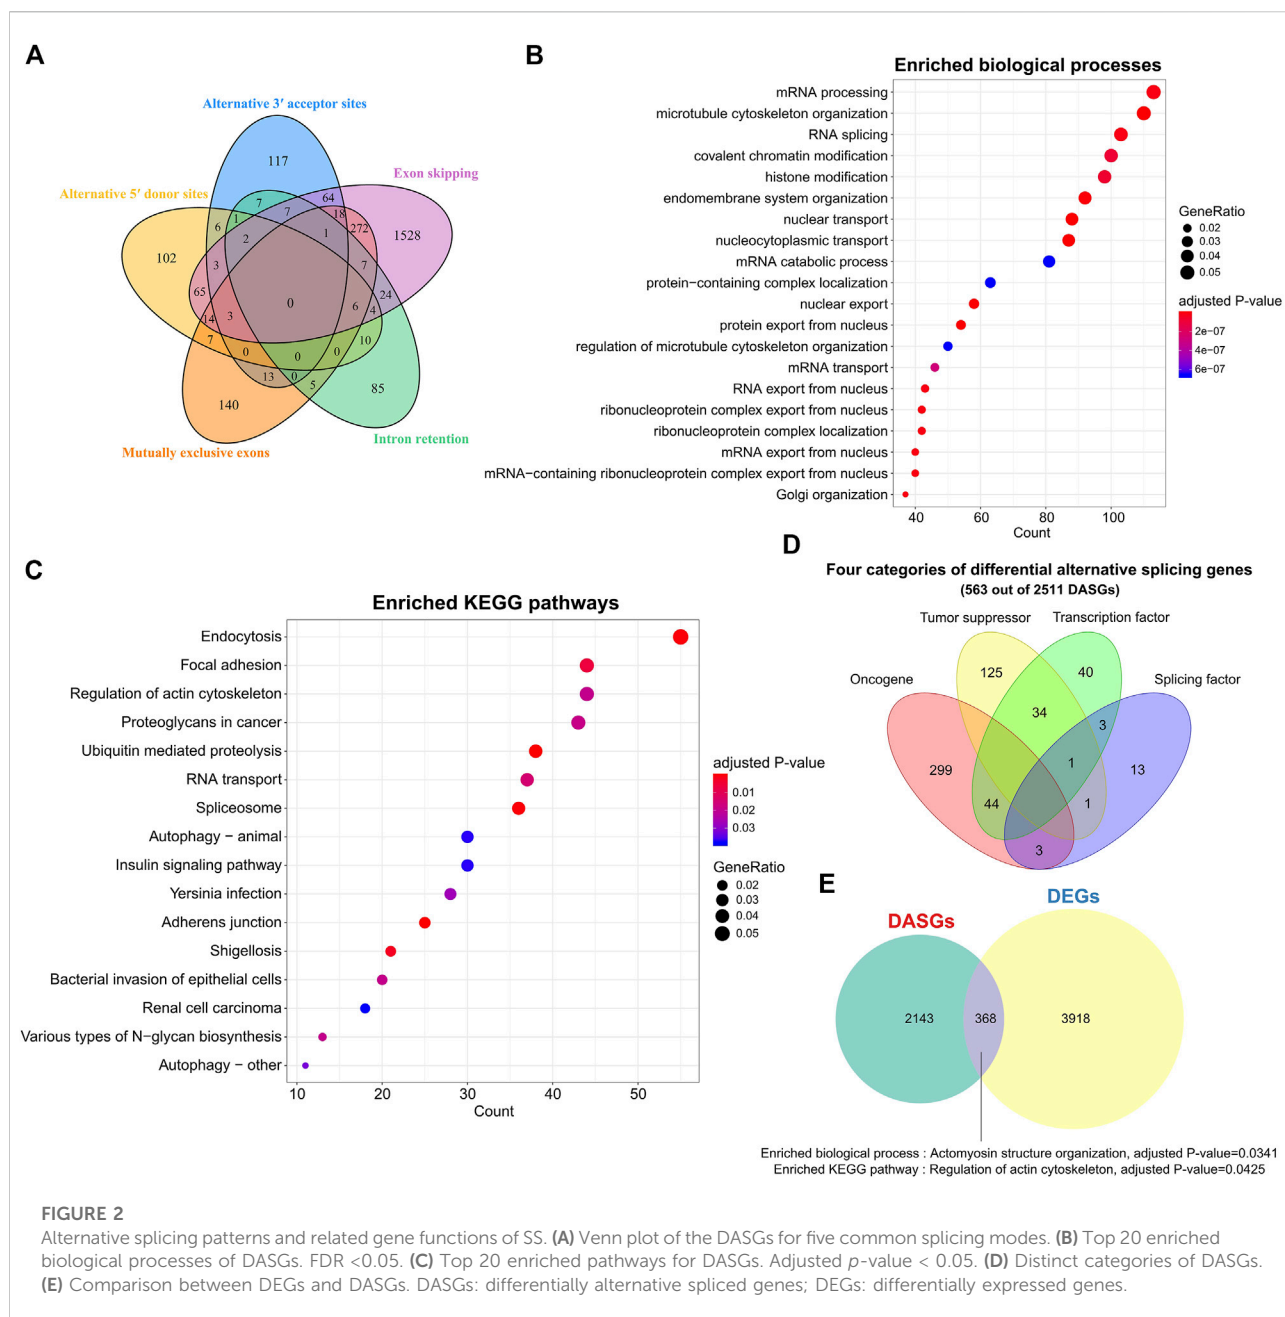 A
Alternative 3′ acceptor sites
Exon skipping
Alternative 5′ donor sites
Mutually exclusive exons
Intron retention
117
64
7
7
18
272
1528
6
1
2
1
102
3
7
65
24
0
14
3
6
4
7
0
0
0
10
13
0
5
85
140
B
Enriched biological processes
mRNA processing
microtubule cytoskeleton organization
RNA splicing
covalent chromatin modification
histone modification
endomembrane system organization
nuclear transport
nucleocytoplasmic transport
mRNA catabolic process
protein-containing complex localization
nuclear export
protein export from nucleus
regulation of microtubule cytoskeleton organization
mRNA transport
RNA export from nucleus
ribonucleoprotein complex export from nucleus
ribonucleoprotein complex localization
mRNA export from nucleus
mRNA−containing ribonucleoprotein complex export from nucleus
Golgi organization
40 60 80 100
Count
GeneRatio
0.02
0.03
0.04
0.05
adjusted P-value
2e−07
4e−07
6e−07
C
Enriched KEGG pathways
Endocytosis
Focal adhesion
Regulation of actin cytoskeleton
Proteoglycans in cancer
Ubiquitin mediated proteolysis
RNA transport
Spliceosome
Autophagy − animal
Insulin signaling pathway
Yersinia infection
Adherens junction
Shigellosis
Bacterial invasion of epithelial cells
Renal cell carcinoma
Various types of N−glycan biosynthesis
Autophagy − other
10 20 30 40 50
Count
adjusted P-value
0.01
0.02
0.03
GeneRatio
0.02
0.03
0.04
0.05
D
Four categories of differential alternative splicing genes
(563 out of 2511 DASGs)
Tumor suppressor
Transcription factor
Oncogene
Splicing factor
125
40
34
3
299
1
13
44
1
3
E
DEGs
DASGs
2143
368
3918
Enriched biological process : Actomyosin structure organization, adjusted P-value=0.0341
Enriched KEGG pathway : Regulation of actin cytoskeleton, adjusted P-value=0.0425
FIGURE 2
Alternative splicing patterns and related gene functions of SS. (A) Venn plot of the DASGs for five common splicing modes. (B) Top 20 enriched
biological processes of DASGs. FDR <0.05. (C) Top 20 enriched pathways for DASGs. Adjusted p-value < 0.05. (D) Distinct categories of DASGs.
(E) Comparison between DEGs and DASGs. DASGs: differentially alternative spliced genes; DEGs: differentially expressed genes.